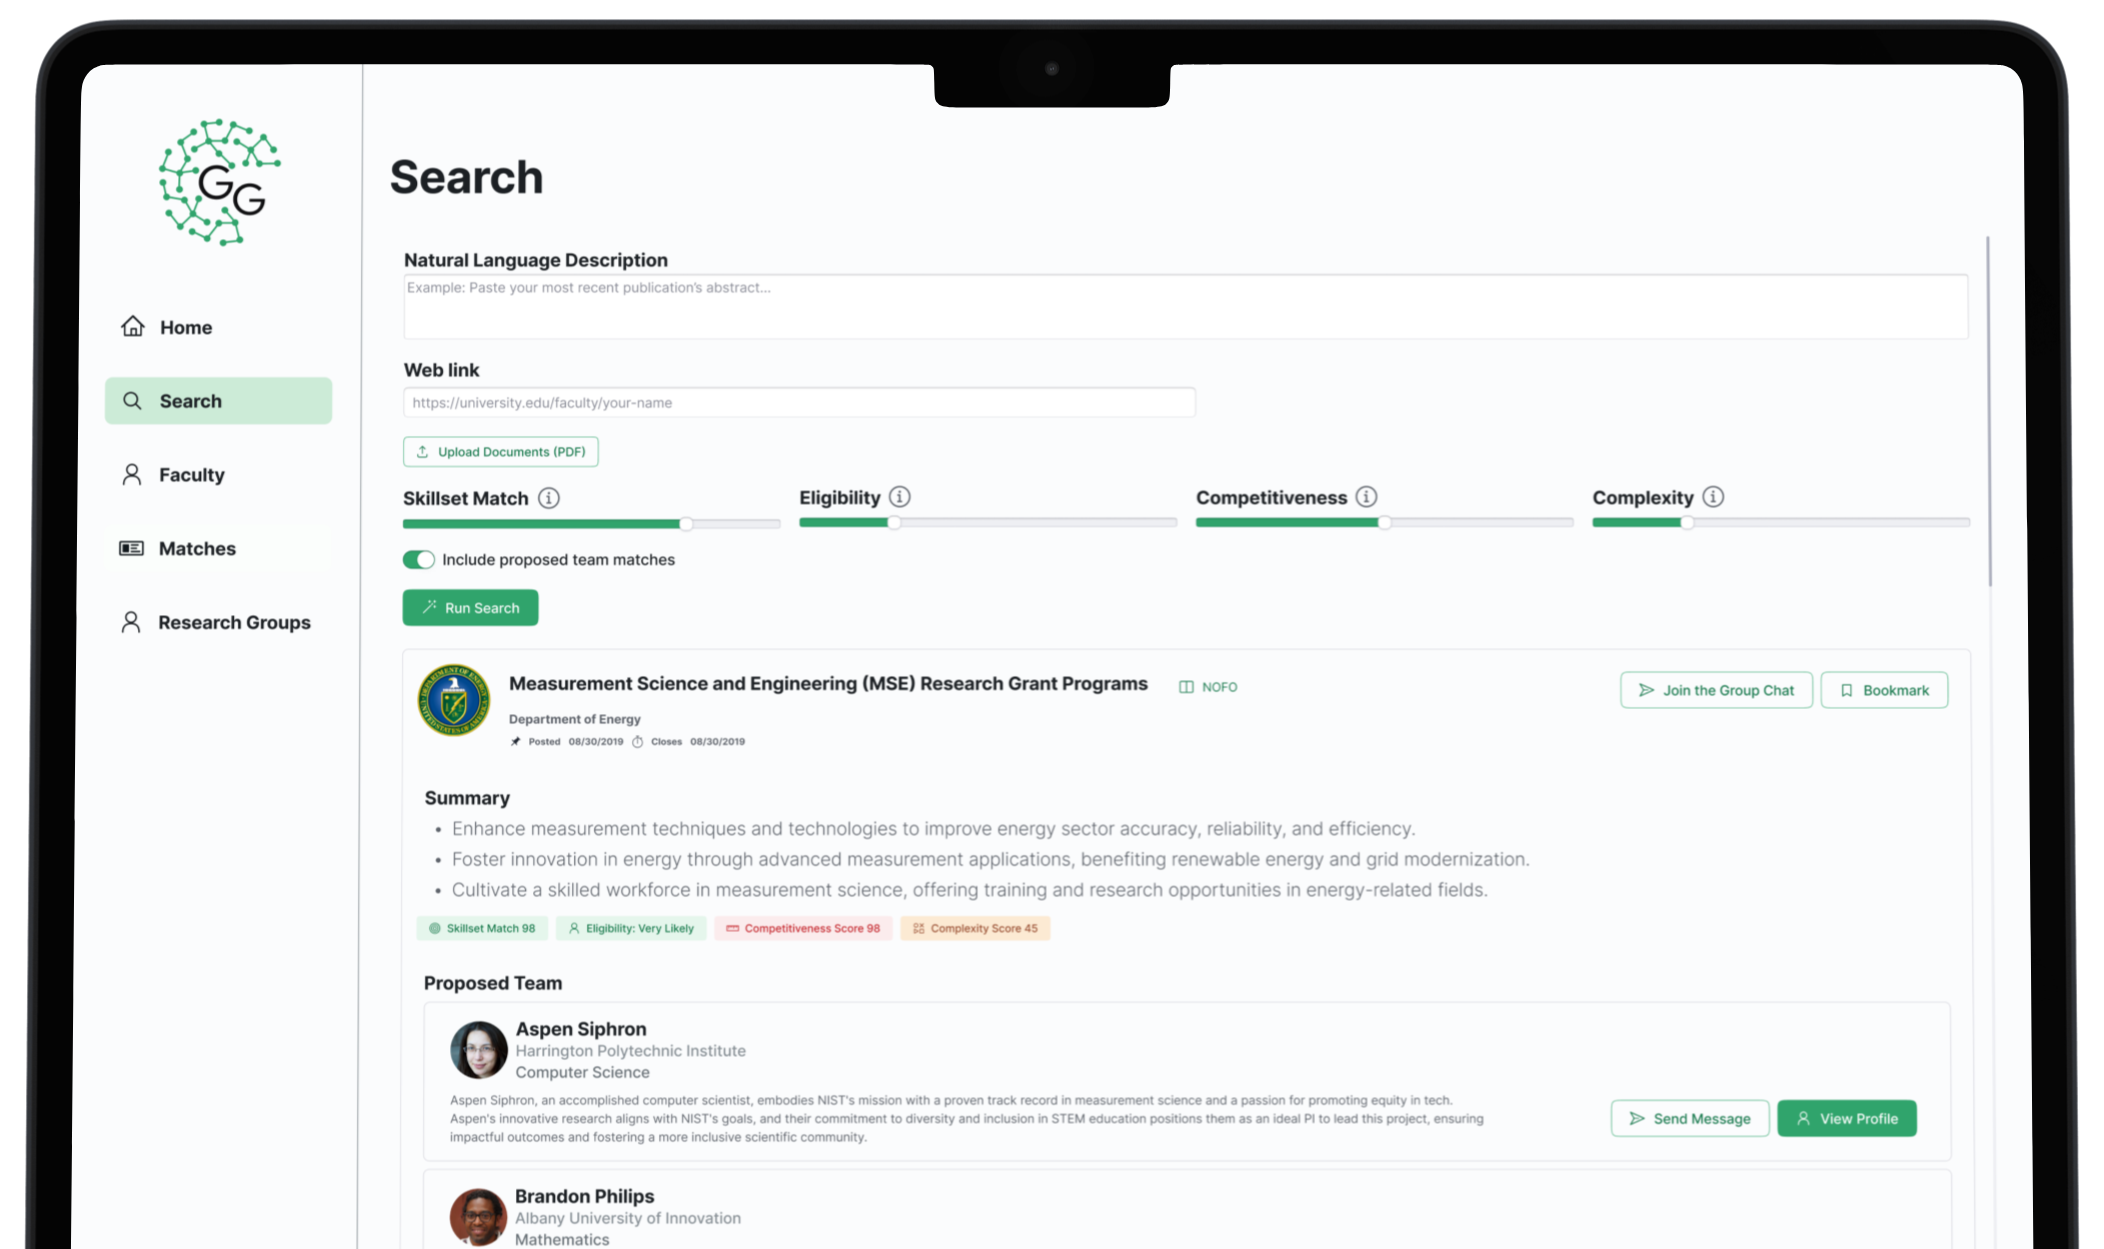 GG
Home
Search
Faculty
Matches
Research Groups
Search
Natural Language Description
Example: Paste your most recent publication's abstract...
Web link
https://university.edu/faculty/your-name
Upload Documents (PDF)
Skillset Match
Eligibility
Competitiveness
Complexity
Include proposed team matches
Run Search
Measurement Science and Engineering (MSE) Research Grant Programs
NOFO
Join the Group Chat
Bookmark
Department of Energy
Posted 08/30/2019 Closes 08/30/2019
Summary
• Enhance measurement techniques and technologies to improve energy sector accuracy, reliability, and efficiency.
• Foster innovation in energy through advanced measurement applications, benefiting renewable energy and grid modernization.
• Cultivate a skilled workforce in measurement science, offering training and research opportunities in energy-related fields.
Skillset Match 98
Eligibility: Very Likely
Competitiveness Score 98
Complexity Score 45
Proposed Team
Aspen Siphron
Harrington Polytechnic Institute
Computer Science
Aspen Siphron, an accomplished computer scientist, embodies NIST's mission with a proven track record in measurement science and a passion for promoting equity in tech.
Aspen's innovative research aligns with NIST's goals, and their commitment to diversity and inclusion in STEM education positions them as an ideal PI to lead this project, ensuring
impactful outcomes and fostering a more inclusive scientific community.
Send Message
View Profile
Brandon Philips
Albany University of Innovation
Mathematics